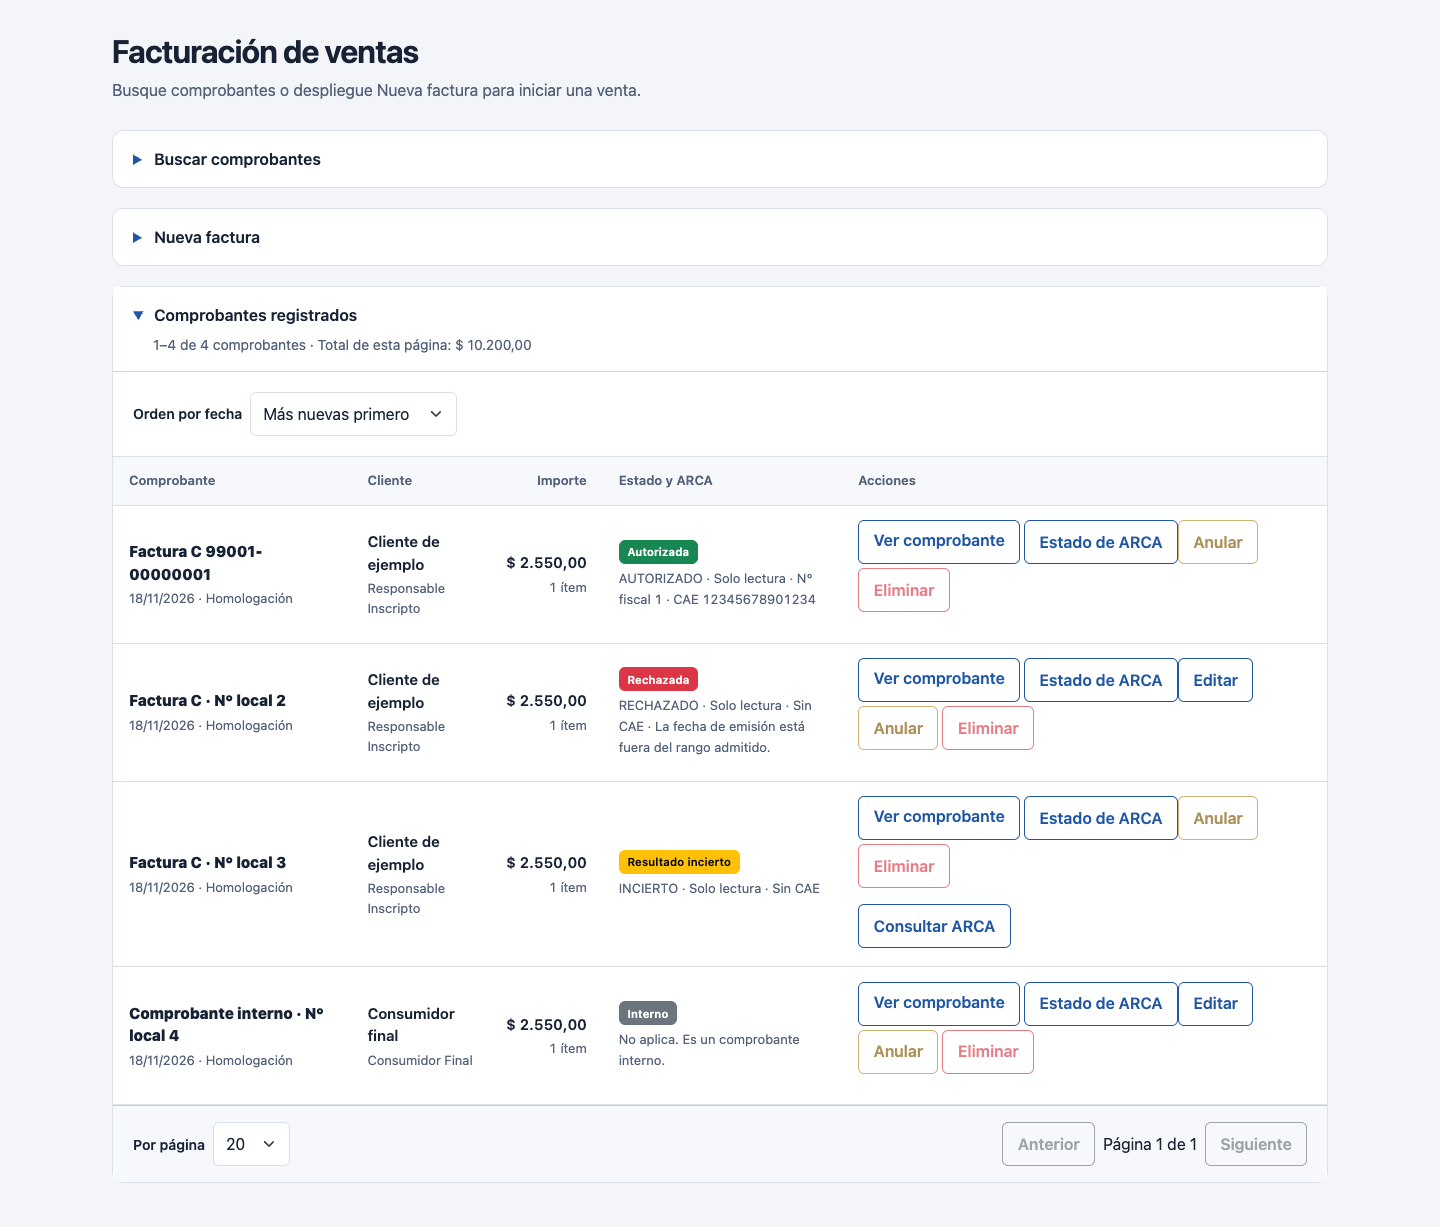 Facturación de ventas
Busque comprobantes o despliegue Nueva factura para iniciar una venta.
Buscar comprobantes
Nueva factura
Comprobantes registrados
1–4 de 4 comprobantes · Total de esta página: $ 10.200,00
Orden por fecha
Más nuevas primero
Comprobante
Cliente
Importe
Estado y ARCA
Acciones
Factura C 99001-
00000001
18/11/2026 · Homologación
Cliente de
ejemplo
Responsable
Inscripto
$ 2.550,00
1 ítem
Autorizada
AUTORIZADO · Solo lectura · Nº
fiscal 1 · CAE 12345678901234
Ver comprobante
Estado de ARCA
Anular
Eliminar
Factura C · Nº local 2
18/11/2026 · Homologación
Cliente de
ejemplo
Responsable
Inscripto
$ 2.550,00
1 ítem
Rechazada
RECHAZADO · Solo lectura · Sin
CAE · La fecha de emisión está
fuera del rango admitido.
Ver comprobante
Estado de ARCA
Editar
Anular
Eliminar
Factura C · Nº local 3
18/11/2026 · Homologación
Cliente de
ejemplo
Responsable
Inscripto
$ 2.550,00
1 ítem
Resultado incierto
INCIERTO · Solo lectura · Sin CAE
Ver comprobante
Estado de ARCA
Anular
Eliminar
Consultar ARCA
Comprobante interno · Nº
local 4
18/11/2026 · Homologación
Consumidor
final
Consumidor Final
$ 2.550,00
1 ítem
Interno
No aplica. Es un comprobante
interno.
Ver comprobante
Estado de ARCA
Editar
Anular
Eliminar
Por página
20
Anterior
Página 1 de 1
Siguiente